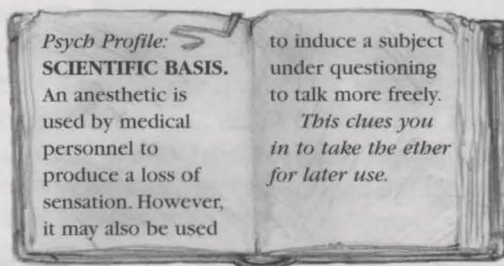 Psych Profile:
SCIENTIFIC BASIS.
An anesthetic is
used by medical
personnel to
produce a loss of
sensation. However,
it may also be used
to induce a subject
under questioning
to talk more freely.
This clues you
in to take the ether
for later use.